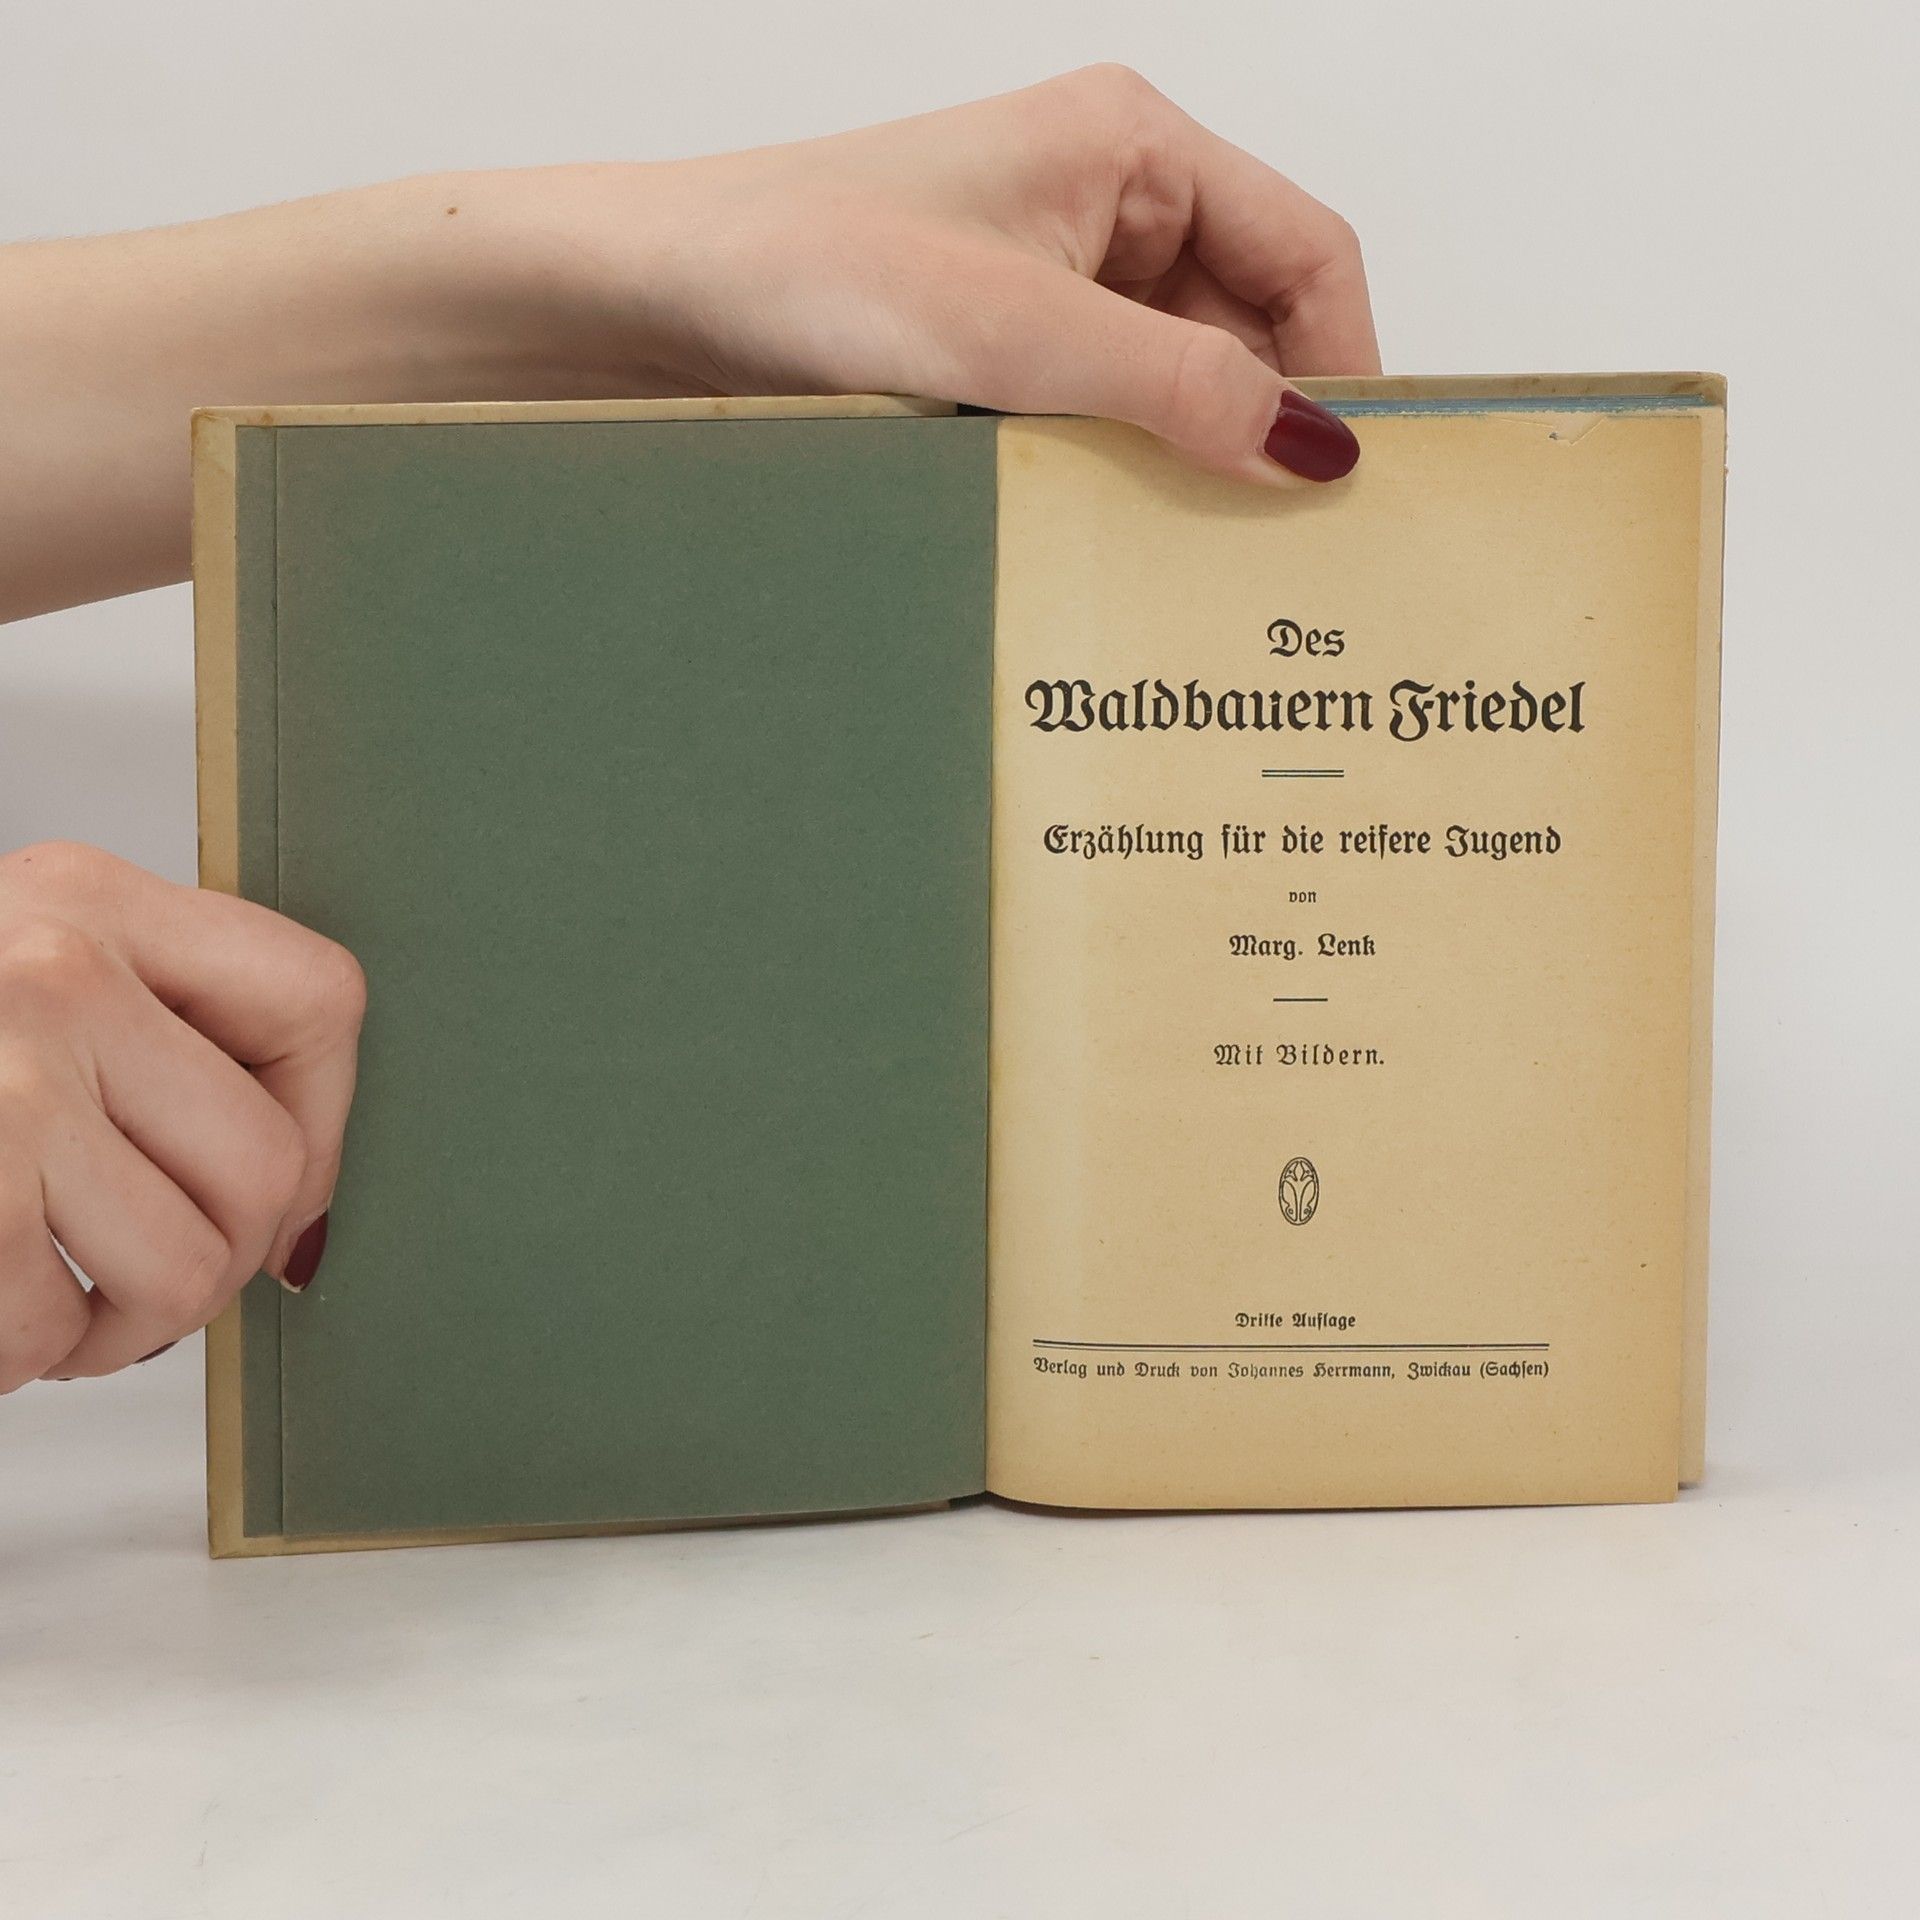 Des
Waldbauern Friedel
Erzählung für die reifere Jugend
von
Marg. Lenk
Mit Bildern.
Dritte Auflage
Verlag und Druck von Johannes Herrmann, Zwickau (Sachsen)